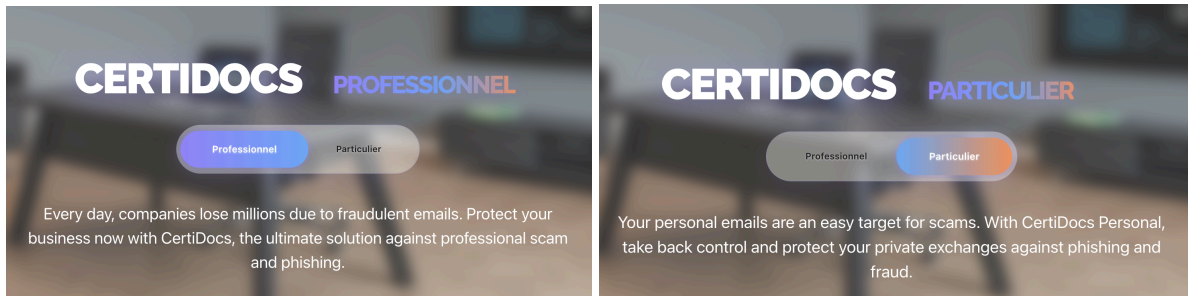 CERTIDOCS PROFESSIONNEL
Professionnel Particulier
Every day, companies lose millions due to fraudulent emails. Protect your
business now with CertiDocs, the ultimate solution against professional scam
and phishing.
CERTIDOCS PARTICULIER
Professionnel Particulier
Your personal emails are an easy target for scams. With CertiDocs Personal,
take back control and protect your private exchanges against phishing and
fraud.